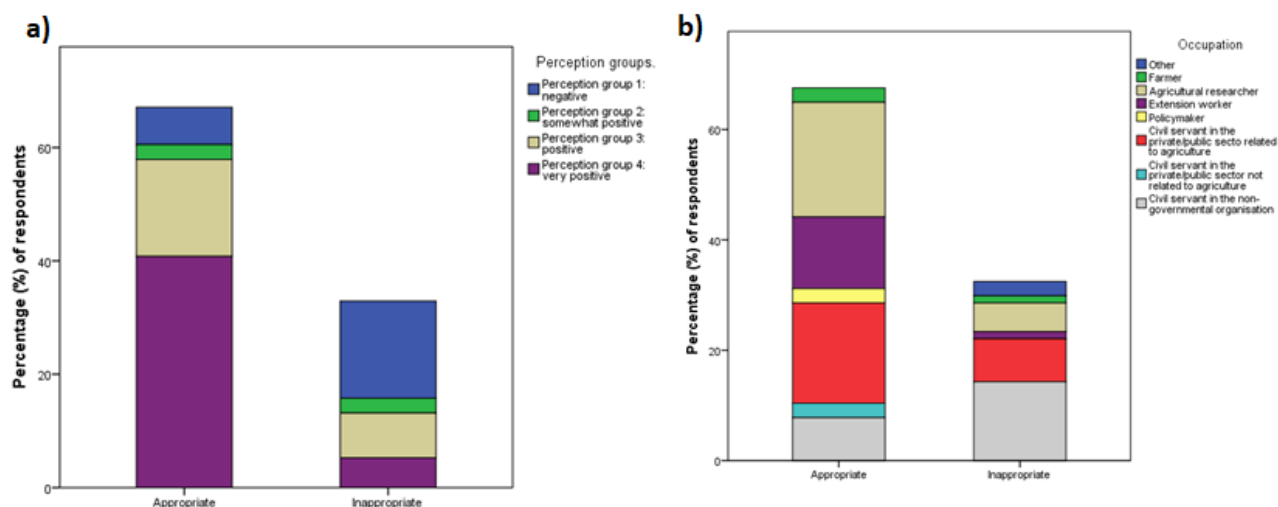 a)
Percentage (%) of respondents
60
40
20
0
Appropriate
Inappropriate
Perception groups.
Perception group 1:
negative
Perception group 2:
somewhat positive
Perception group 3:
positive
Perception group 4:
very positive
b)
Percentage (%) of respondents
60
40
20
0
Appropriate
Inappropriate
Occupation
Other
Farmer
Agricultural researcher
Extension worker
Policymaker
Civil servant in the
private/public secto related
to agriculture
Civil servant in the
private/public sector not
related to agriculture
Civil servant in the non-
governmental organisation